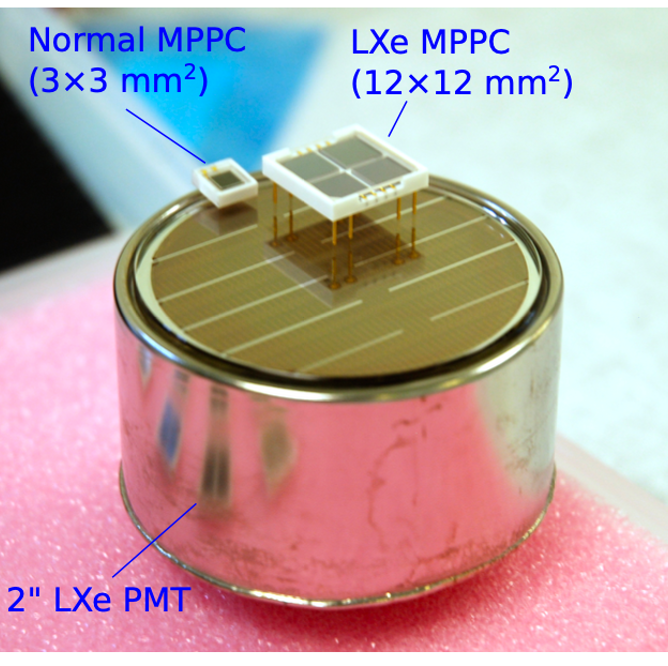 Normal MPPC
(3×3 mm²)
LXe MPPC
(12×12 mm²)
2" LXe PMT